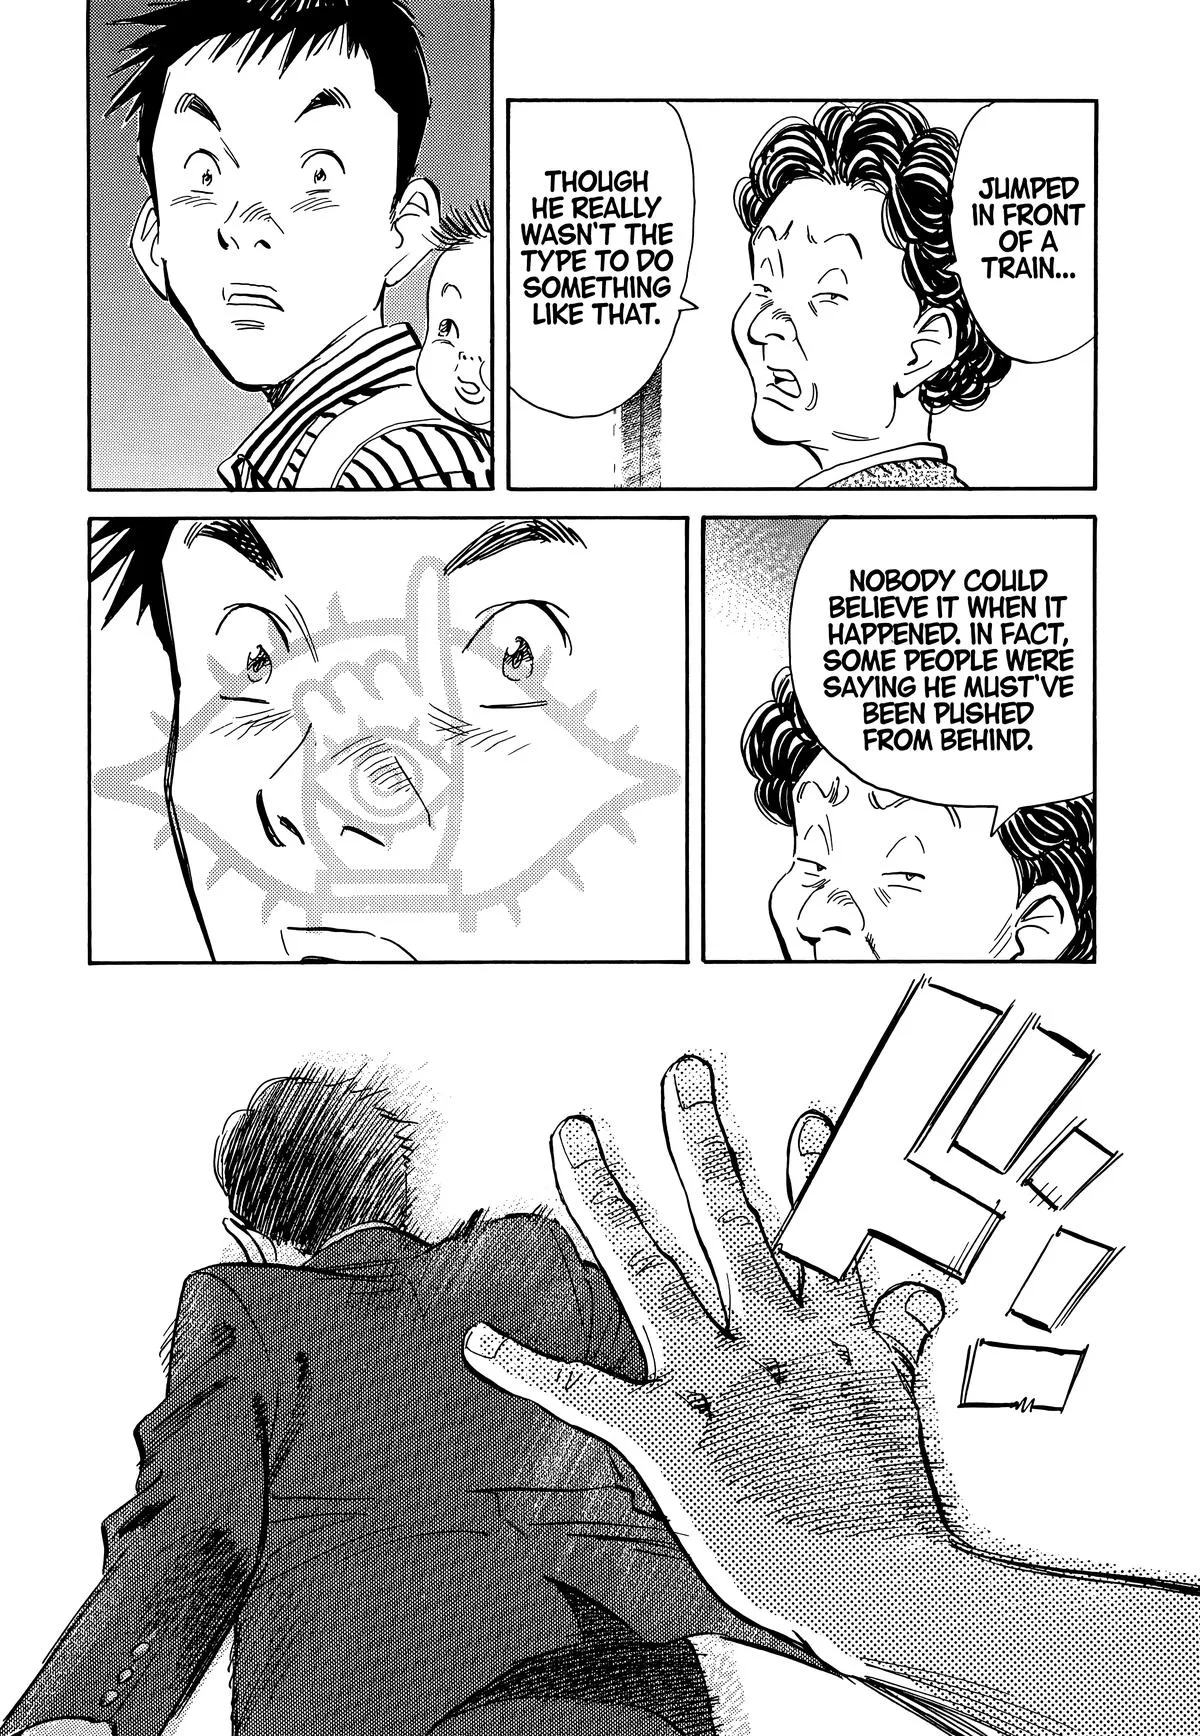 JUMPED
IN FRONT
OF A
TRAIN...
THOUGH
HE REALLY
WASN'T THE
TYPE TO DO
SOMETHING
LIKE THAT.
NOBODY COULD
BELIEVE IT WHEN IT
HAPPENED. IN FACT,
SOME PEOPLE WERE
SAYING HE MUST'VE
BEEN PUSHED
FROM BEHIND.